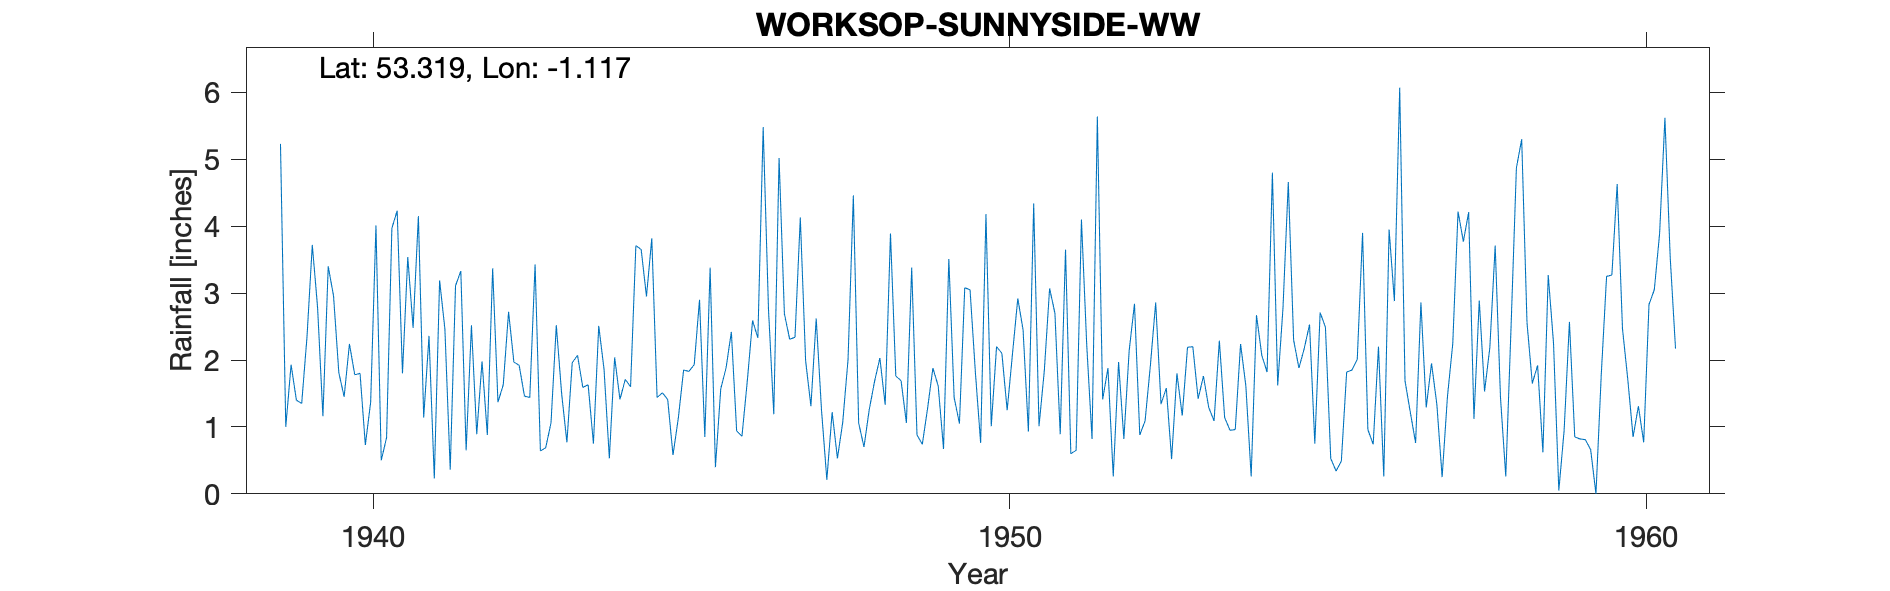 WORKSOP-SUNNYSIDE-WW
Lat: 53.319, Lon: -1.117
Rainfall [inches]
6
5
4
3
2
1
0
1940 1950 1960
Year